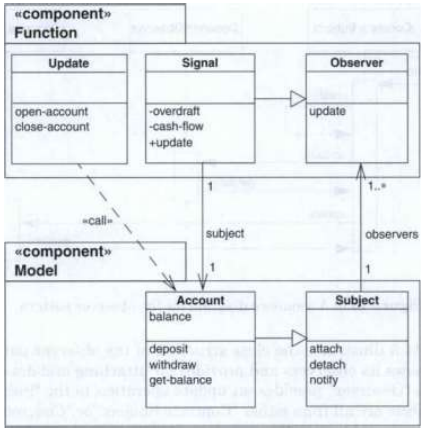 «component»
Function
Update
open-account
close-account
Signal
-overdraft
-cash-flow
+update
Observer
update
«call»
1
subject
1
1..*
observers
1
«component»
Model
Account
balance
deposit
withdraw
get-balance
Subject
attach
detach
notify